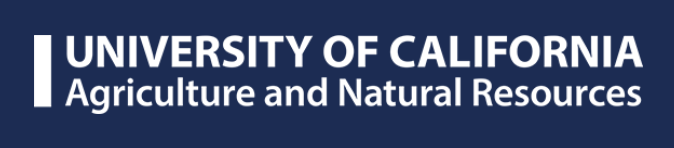 UNIVERSITY OF CALIFORNIA
Agriculture and Natural Resources